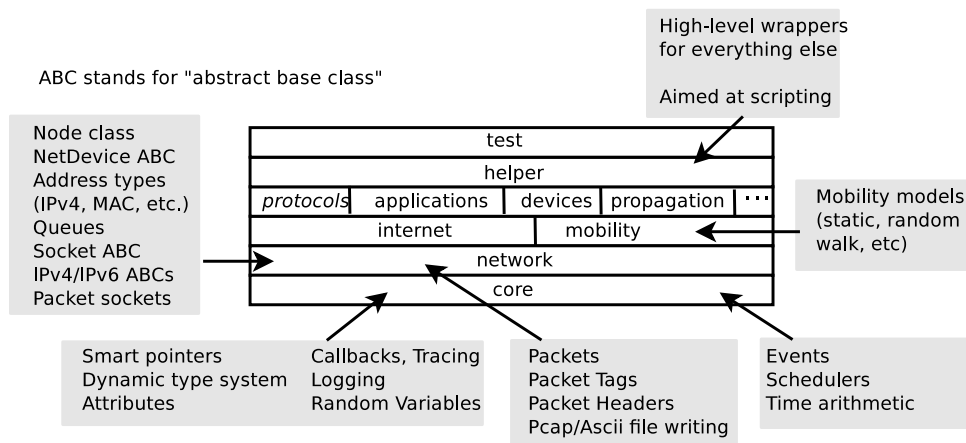 High-level wrappers
for everything else
Aimed at scripting
ABC stands for "abstract base class"
Node class
NetDevice ABC
Address types
(IPv4, MAC, etc.)
Queues
Socket ABC
IPv4/IPv6 ABCs
Packet sockets
test
helper
protocols applications devices propagation ...
internet mobility
network
core
Mobility models
(static, random
walk, etc)
Smart pointers
Dynamic type system
Attributes
Callbacks, Tracing
Logging
Random Variables
Packets
Packet Tags
Packet Headers
Pcap/Ascii file writing
Events
Schedulers
Time arithmetic